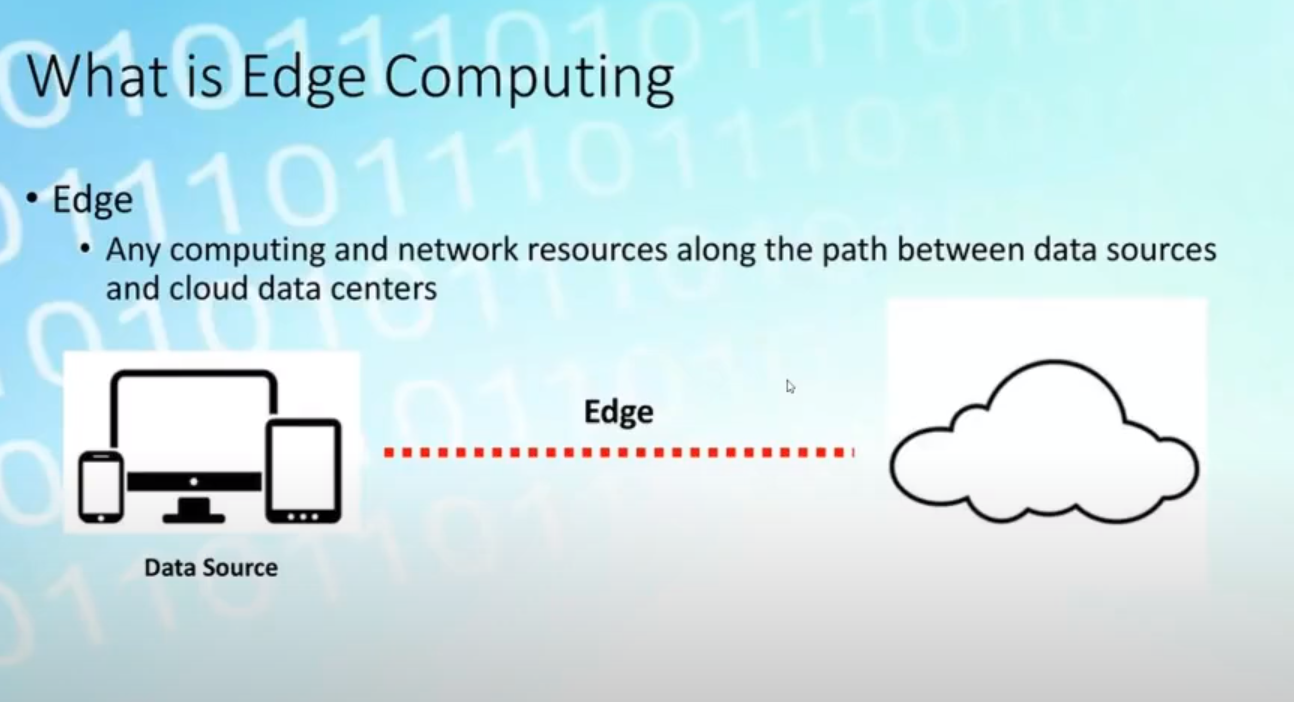 What is Edge Computing
• Edge
• Any computing and network resources along the path between data sources
and cloud data centers
Edge
Data Source